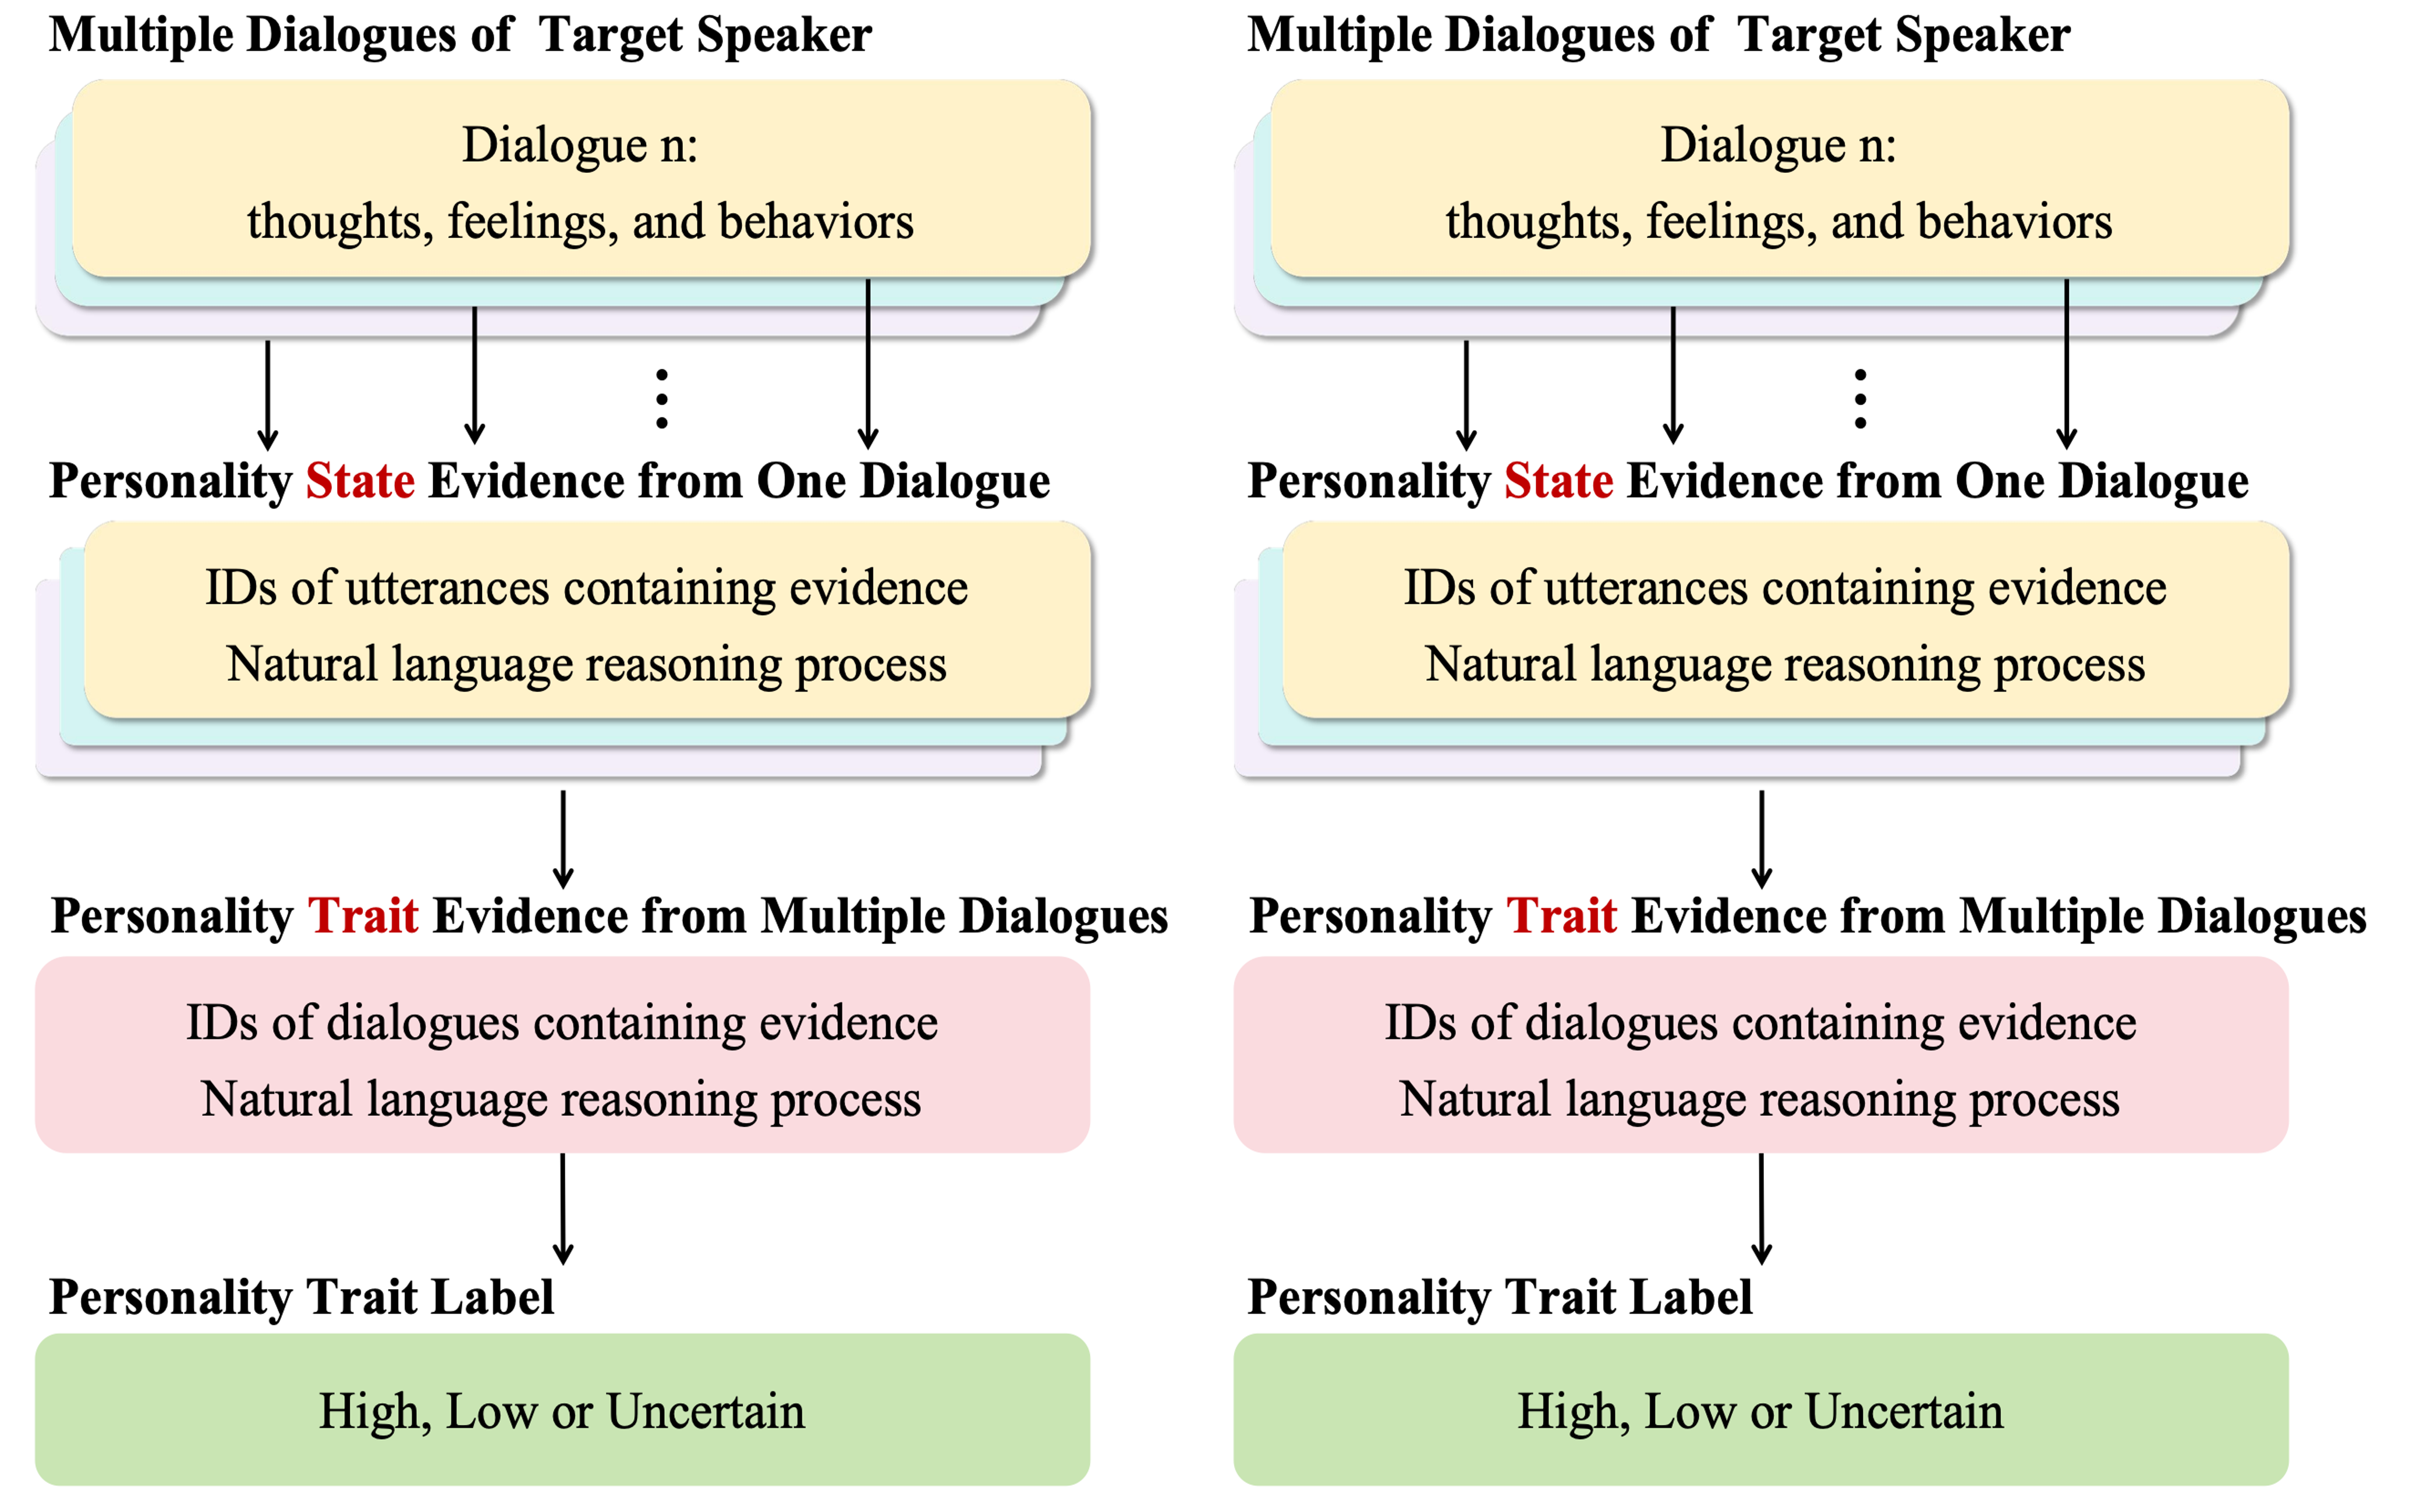 Multiple Dialogues of Target Speaker
Dialogue n:
thoughts, feelings, and behaviors
Personality State Evidence from One Dialogue
IDs of utterances containing evidence
Natural language reasoning process
Personality Trait Evidence from Multiple Dialogues
IDs of dialogues containing evidence
Natural language reasoning process
Personality Trait Label
High, Low or Uncertain
Multiple Dialogues of Target Speaker
Dialogue n:
thoughts, feelings, and behaviors
Personality State Evidence from One Dialogue
IDs of utterances containing evidence
Natural language reasoning process
Personality Trait Evidence from Multiple Dialogues
IDs of dialogues containing evidence
Natural language reasoning process
Personality Trait Label
High, Low or Uncertain